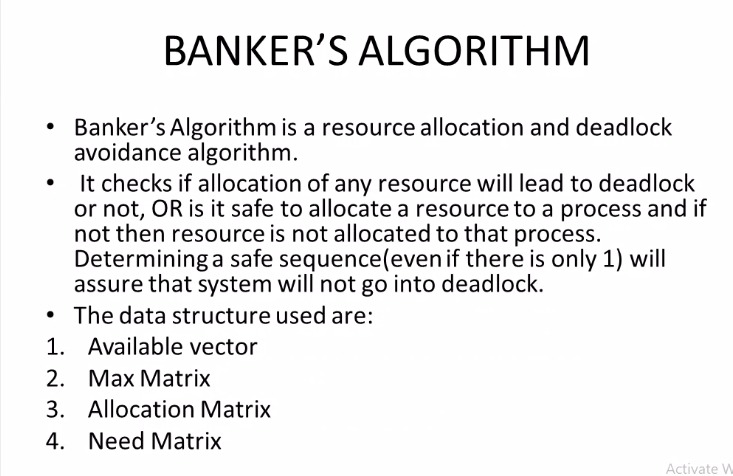 BANKER'S ALGORITHM
• Banker's Algorithm is a resource allocation and deadlock
avoidance algorithm.
• It checks if allocation of any resource will lead to deadlock
or not, OR is it safe to allocate a resource to a process and if
not then resource is not allocated to that process.
Determining a safe sequence(even if there is only 1) will
assure that system will not go into deadlock.
• The data structure used are:
1. Available vector
2. Max Matrix
3. Allocation Matrix
4. Need Matrix
Activate W